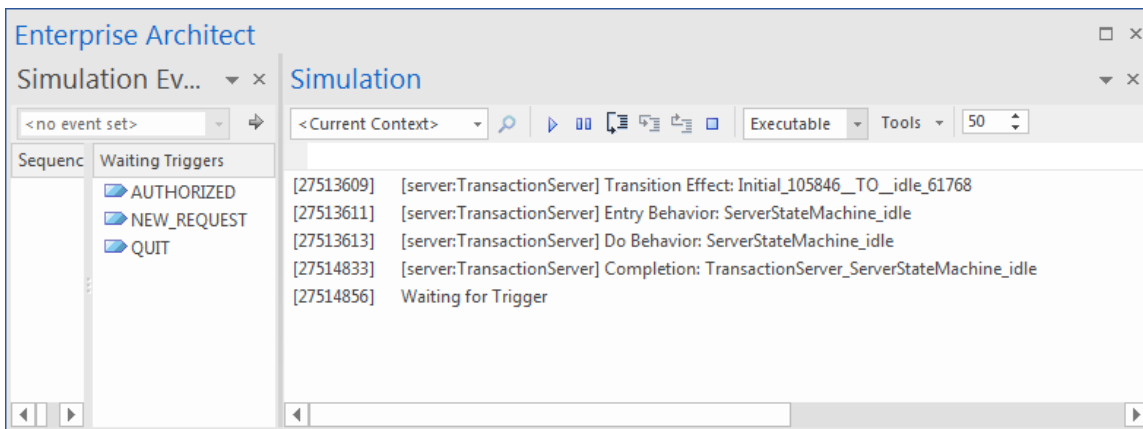 Enterprise Architect
Simulation Ev...
Simulation
<no event set>
<Current Context>
Executable
Tools
50
Sequenc
Waiting Triggers
AUTHORIZED
NEW_REQUEST
QUIT
[27513609] [server:TransactionServer] Transition Effect: Initial_105846__TO__idle_61768
[27513611] [server:TransactionServer] Entry Behavior: ServerStateMachine_idle
[27513613] [server:TransactionServer] Do Behavior: ServerStateMachine_idle
[27514833] [server:TransactionServer] Completion: TransactionServer_ServerStateMachine_idle
[27514856] Waiting for Trigger